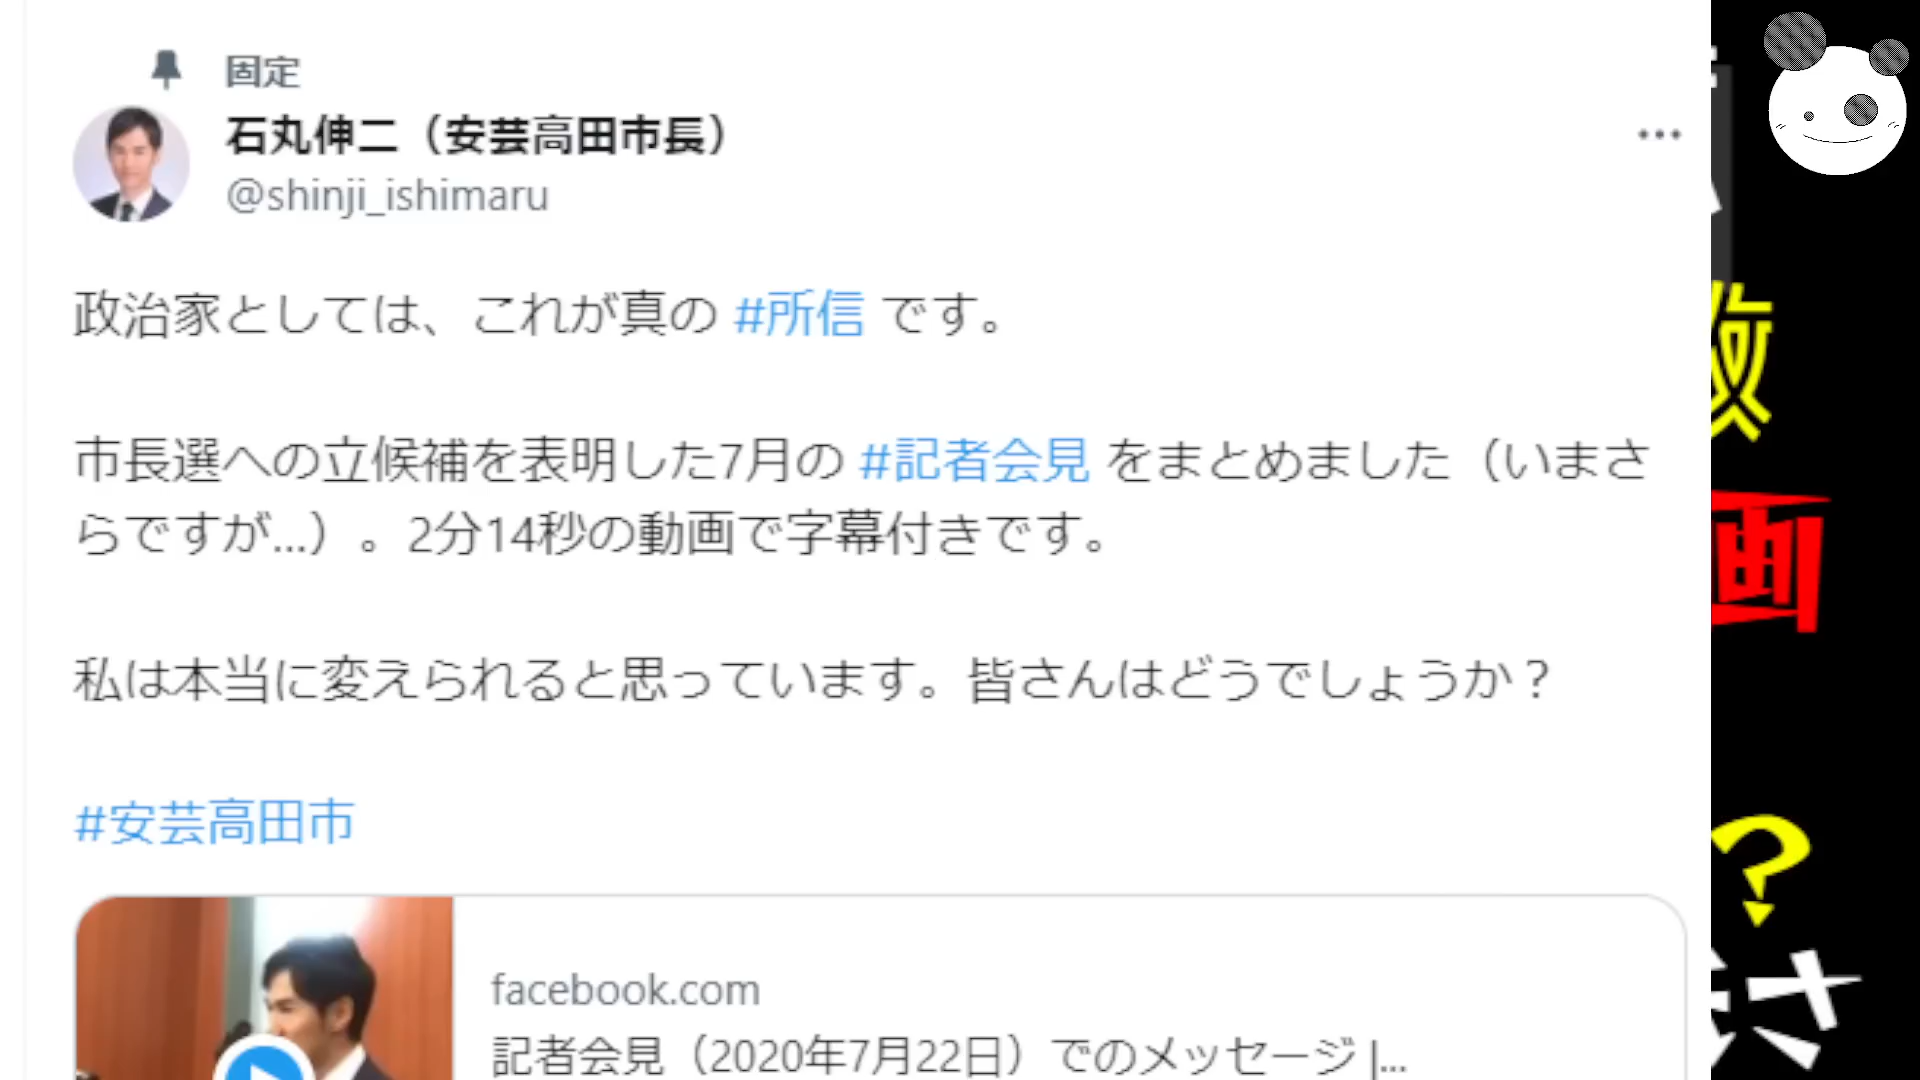 固定
石丸伸二（安芸高田市長）
@shinji_ishimaru
政治家としては、これが真の #所信 です。
市長選への立候補を表明した7月の #記者会見 をまとめました（いまさ
らですが...）。2分14秒の動画で字幕付きです。
私は本当に変えられると思っています。皆さんはどうでしょうか？
#安芸高田市
facebook.com
記者会見（2020年7月22日）でのメッセージ |...
画
?
さ